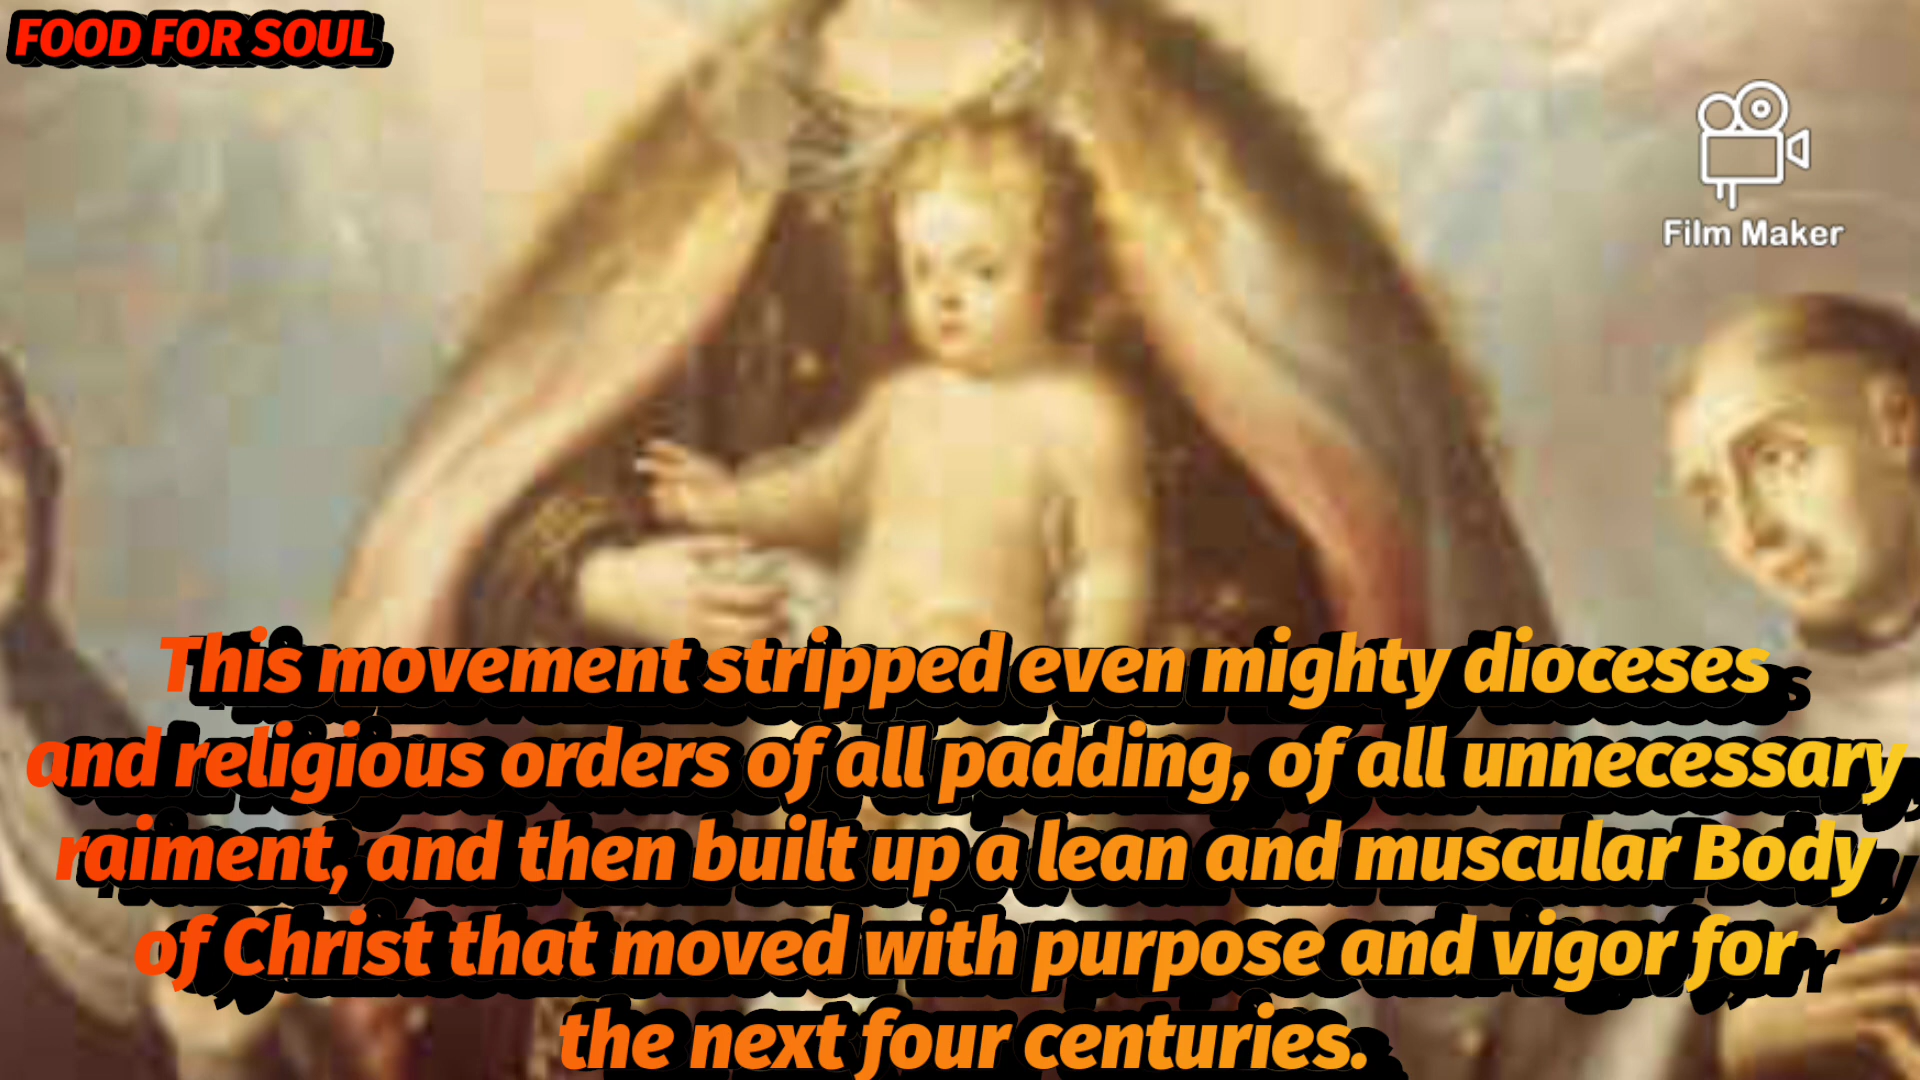 FOOD FOR SOUL
Film Maker
This movement stripped even mighty dioceses
and religious orders of all padding, of all unnecessary
raiment, and then built up a lean and muscular Body
of Christ that moved with purpose and vigor for
the next four centuries.